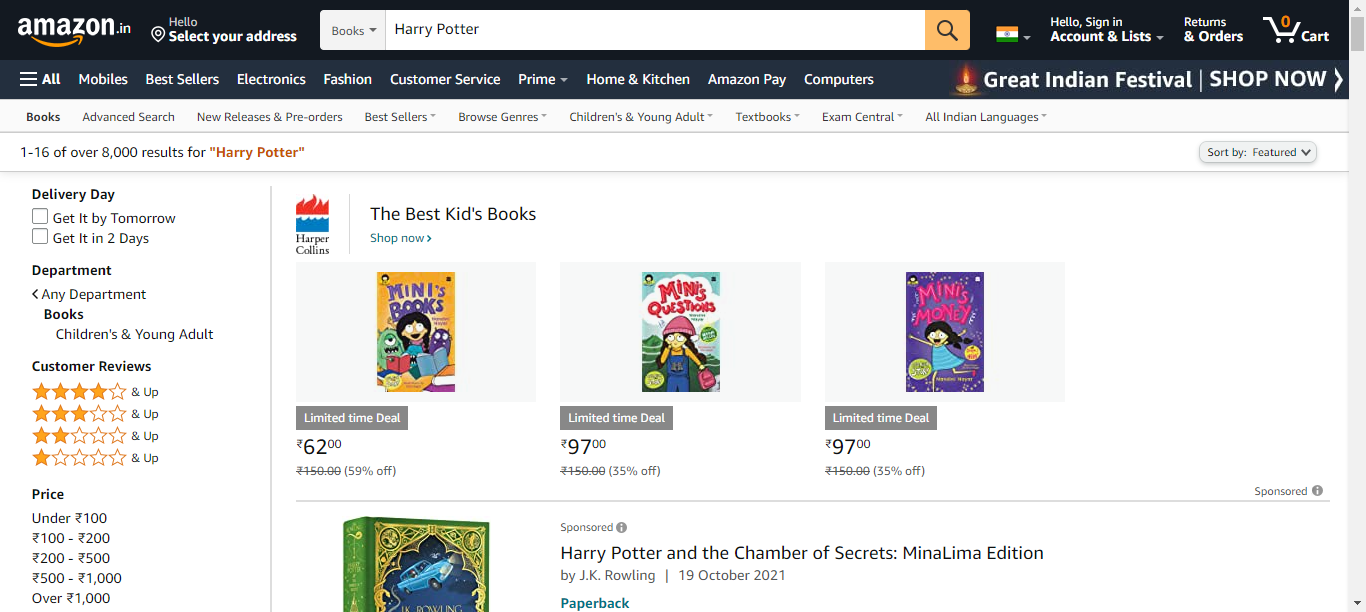 amazon.in
Hello
Select your address
Books
Harry Potter
Hello, Sign in
Account & Lists
Returns
& Orders
0
Cart
All Mobiles Best Sellers Electronics Fashion Customer Service Prime Home & Kitchen Amazon Pay Computers
Great Indian Festival | SHOP NOW
Books Advanced Search New Releases & Pre-orders Best Sellers Browse Genres Children's & Young Adult Textbooks Exam Central All Indian Languages
1-16 of over 8,000 results for "Harry Potter"
Sort by: Featured
Delivery Day
Get It by Tomorrow
Get It in 2 Days
Department
Any Department
Books
Children's & Young Adult
Customer Reviews
& Up
& Up
& Up
& Up
Price
Under ₹100
₹100 - ₹200
₹200 - ₹500
₹500 - ₹1,000
Over ₹1,000
Harper
Collins
The Best Kid's Books
Shop now ›
MINI'S
BOOKS
MINI'S
QUESTIONS
MINI'S
MONEY
Nandini Nayar
Limited time Deal
₹6200
₹150.00 (59% off)
Limited time Deal
₹9700
₹150.00 (35% off)
Limited time Deal
₹9700
₹150.00 (35% off)
Sponsored
J.K. ROWLING
Sponsored
Harry Potter and the Chamber of Secrets: MinaLima Edition
by J.K. Rowling | 19 October 2021
Paperback